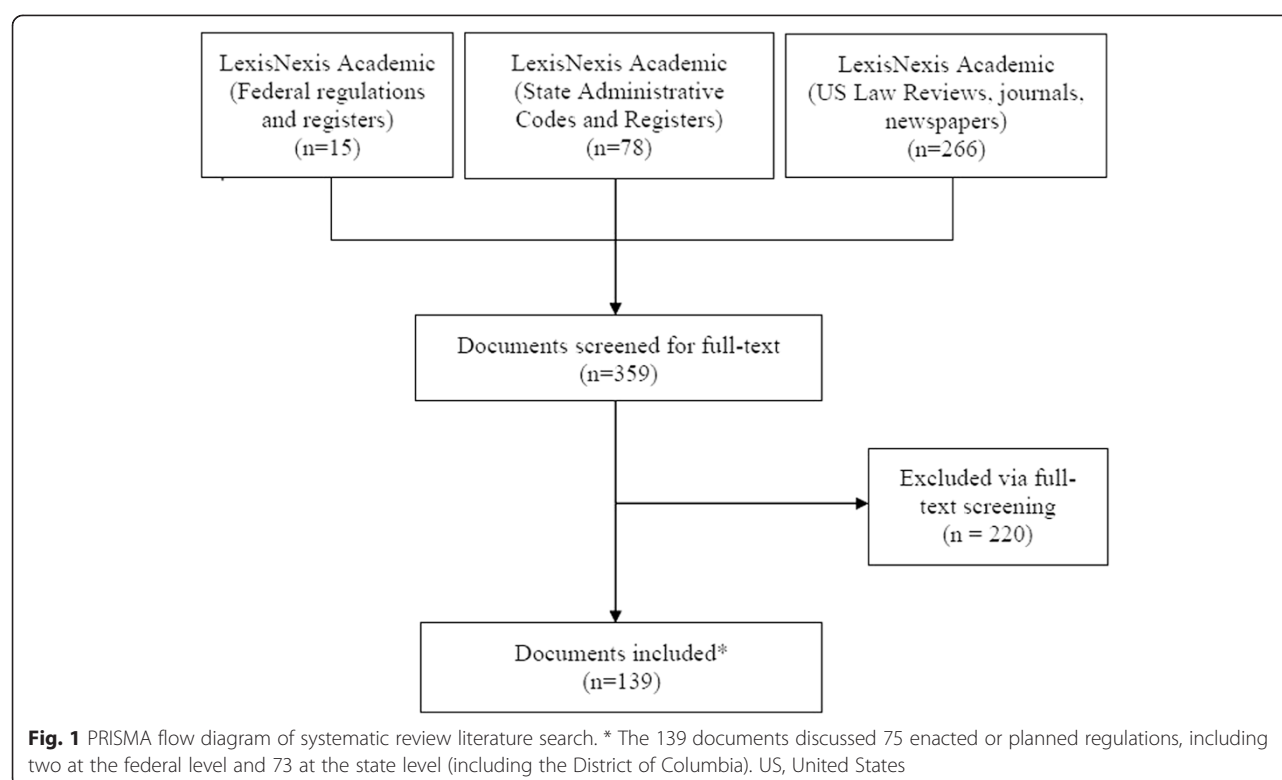 LexisNexis Academic
(Federal regulations
and registers)
(n=15)
LexisNexis Academic
(State Administrative
Codes and Registers)
(n=78)
LexisNexis Academic
(US Law Reviews, journals,
newspapers)
(n=266)
Documents screened for full-text
(n=359)
Excluded via full-
text screening
(n = 220)
Documents included*
(n=139)
Fig. 1 PRISMA flow diagram of systematic review literature search. * The 139 documents discussed 75 enacted or planned regulations, including
two at the federal level and 73 at the state level (including the District of Columbia). US, United States